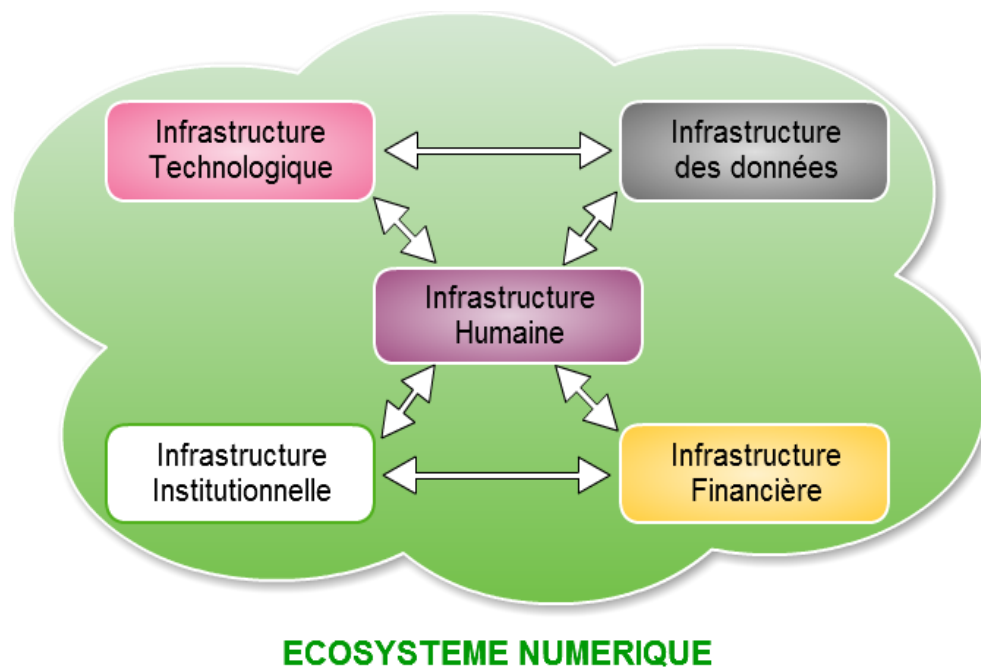 Infrastructure
Technologique
Infrastructure
des données
Infrastructure
Humaine
Infrastructure
Institutionnelle
Infrastructure
Financière
ECOSYSTEME NUMERIQUE